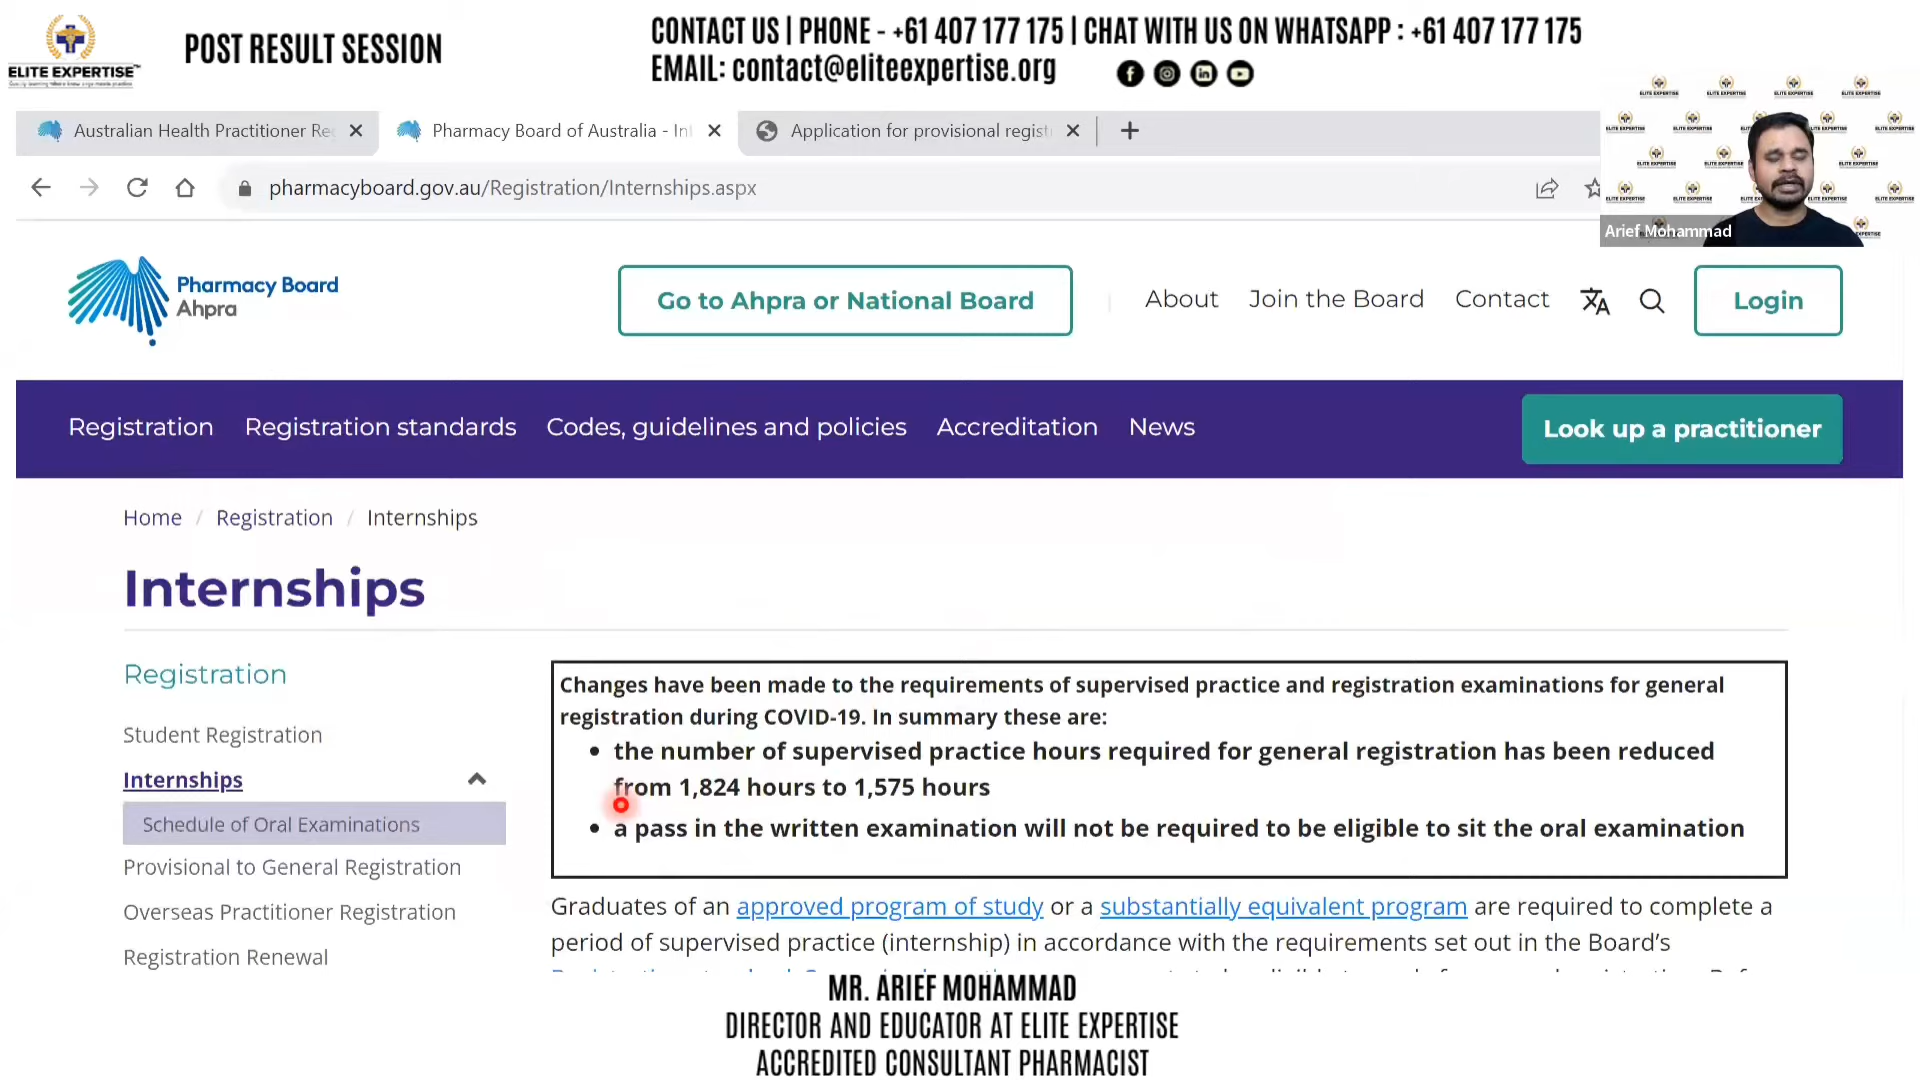 ELITE EXPERTISE™
POST RESULT SESSION
CONTACT US | PHONE - +61 407 177 175 | CHAT WITH US ON WHATSAPP : +61 407 177 175
EMAIL: contact@eliteexpertise.org
Australian Health Practitioner Re
Pharmacy Board of Australia - In
Application for provisional regist
pharmacyboard.gov.au/Registration/Internships.aspx
ELITE EXPERTISE
Arief Mohammad
Pharmacy Board
Ahpra
Go to Ahpra or National Board
About
Join the Board
Contact
Login
Registration
Registration standards
Codes, guidelines and policies
Accreditation
News
Look up a practitioner
Home / Registration / Internships
Internships
Registration
Student Registration
Internships
Schedule of Oral Examinations
Provisional to General Registration
Overseas Practitioner Registration
Registration Renewal
Changes have been made to the requirements of supervised practice and registration examinations for general
registration during COVID-19. In summary these are:
• the number of supervised practice hours required for general registration has been reduced
from 1,824 hours to 1,575 hours
• a pass in the written examination will not be required to be eligible to sit the oral examination
Graduates of an approved program of study or a substantially equivalent program are required to complete a
period of supervised practice (internship) in accordance with the requirements set out in the Board's
MR. ARIEF MOHAMMAD
DIRECTOR AND EDUCATOR AT ELITE EXPERTISE
ACCREDITED CONSULTANT PHARMACIST